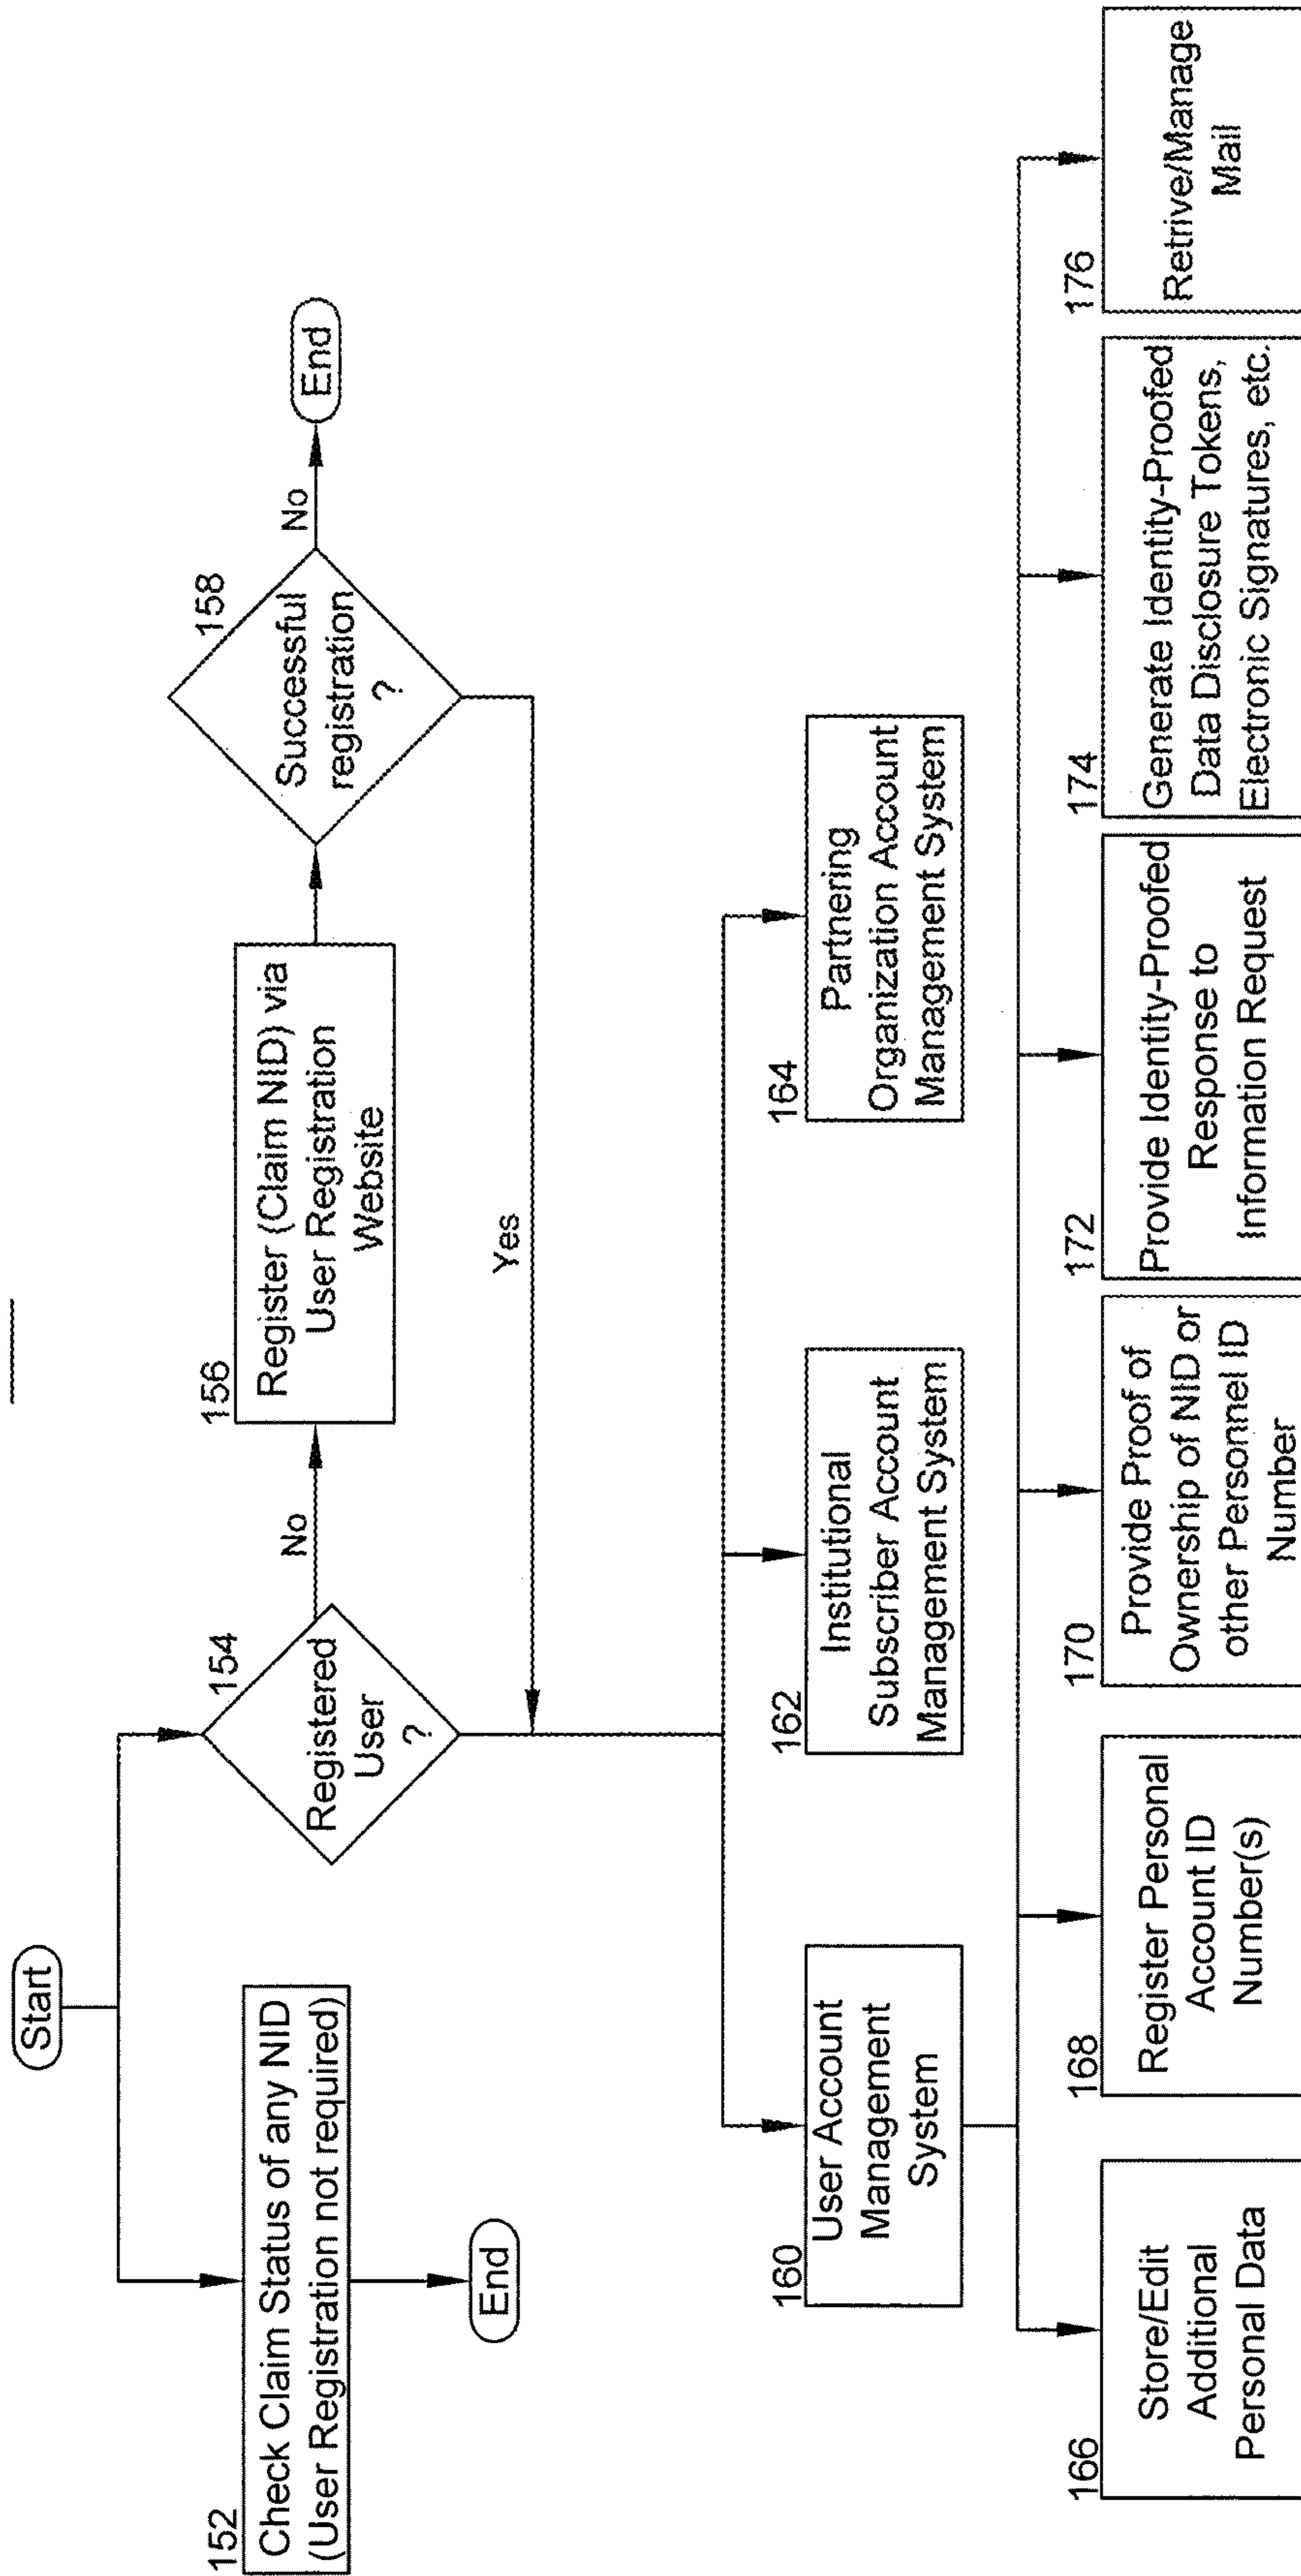 Start
152
Check Claim Status of any NID
(User Registration not required)
End
154
Registered
User
?
No
156
Register (Claim NID) via
User Registration
Website
158
Successful
registration
?
No
End
Yes
160
User Account
Management
System
162
Institutional
Subscriber Account
Management System
164
Partnering
Organization Account
Management System
166
Store/Edit
Additional
Personal Data
168
Register Personal
Account ID
Number(s)
170
Provide Proof of
Ownership of NID or
other Personnel ID
Number
172
Provide Identity-Proofed
Response to
Information Request
174
Generate Identity-Proofed
Data Disclosure Tokens,
Electronic Signatures, etc.
176
Retrive/Manage
Mail